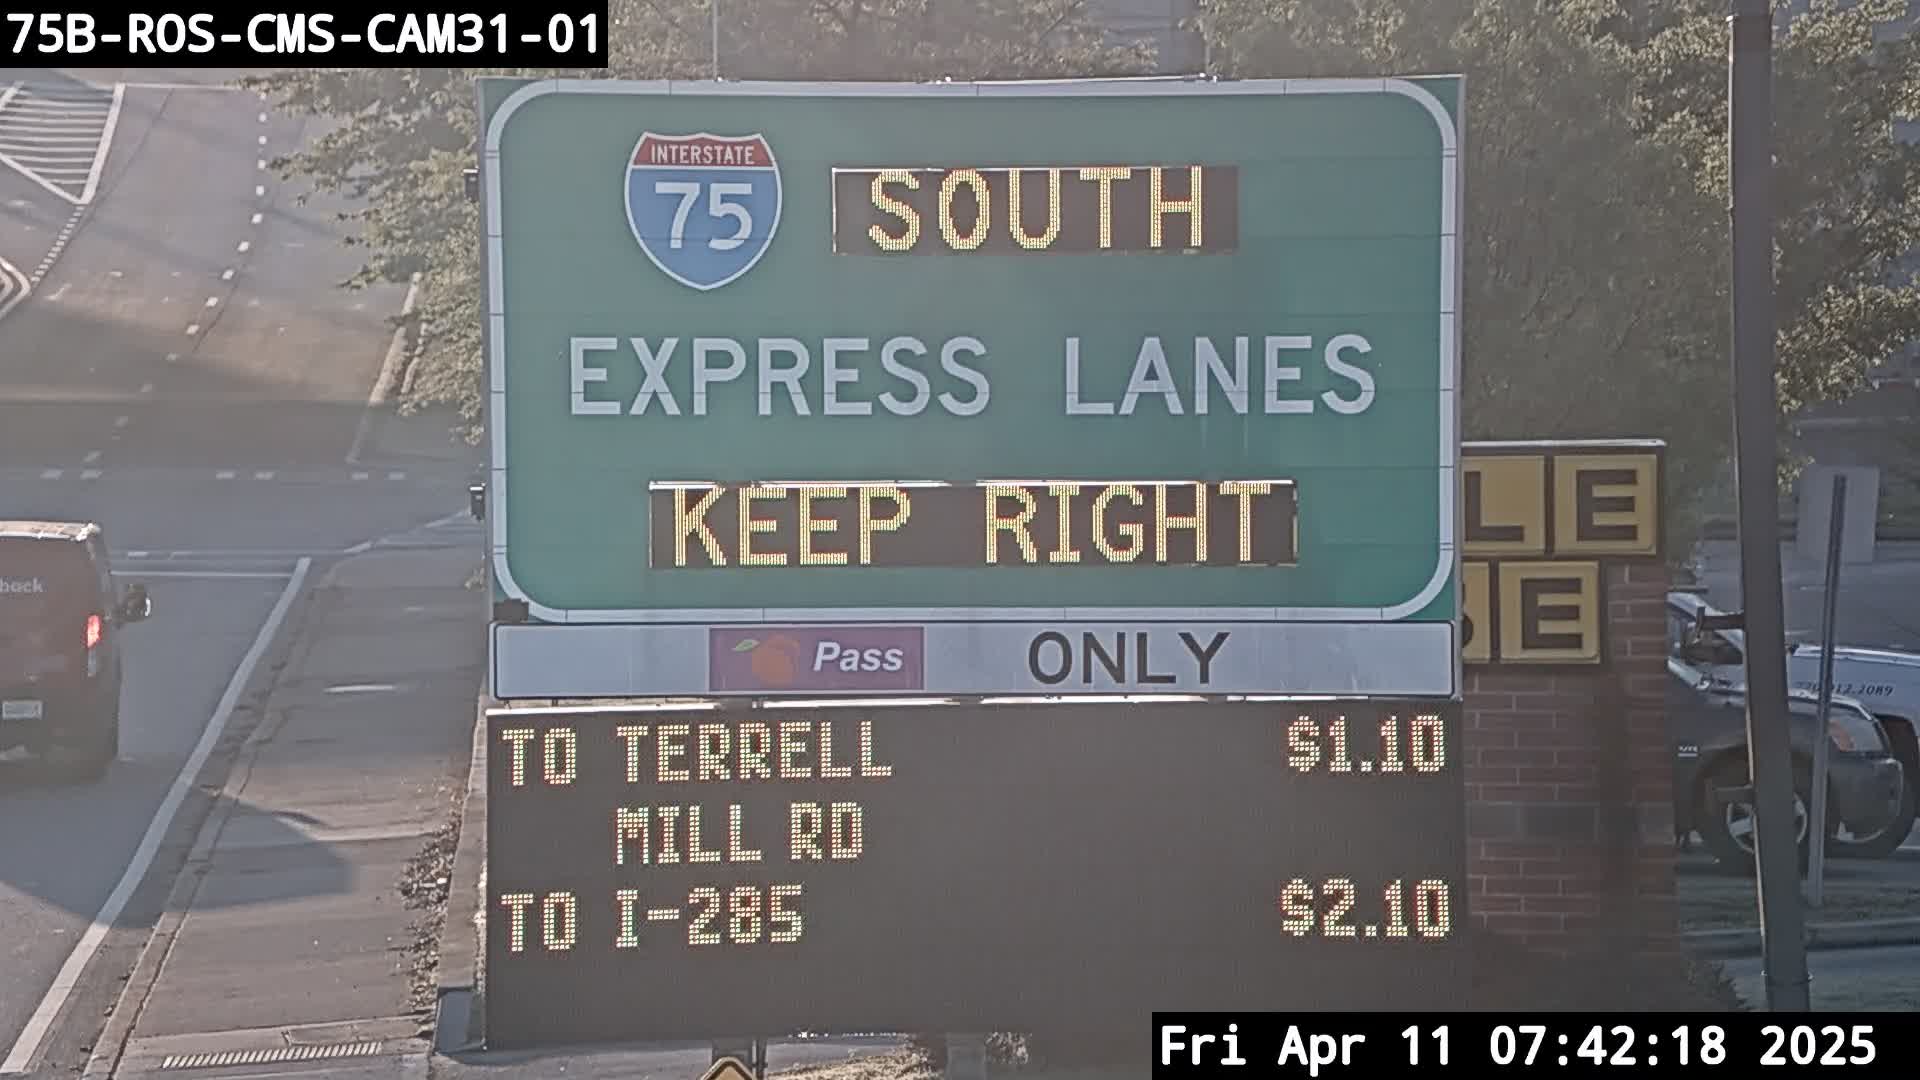 75B-ROS-CMS-CAM31-01
INTERSTATE
75
SOUTH
EXPRESS LANES
KEEP RIGHT
Pass ONLY
TO TERRELL $1.10
MILL RD
TO I-285 $2.10
LE
E
back
Fri Apr 11 07:42:18 2025